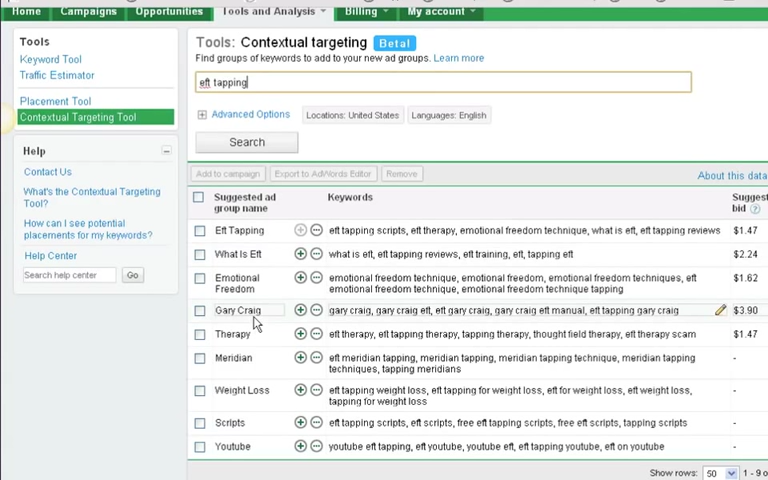 Home Campaigns Opportunities Tools and Analysis Billing My account
Tools
Keyword Tool
Traffic Estimator
Placement Tool
Contextual Targeting Tool
Help
Contact Us
What's the Contextual Targeting
Tool?
How can I see potential
placements for my keywords?
Help Center
Search help center Go
Tools: Contextual targeting Beta!
Find groups of keywords to add to your new ad groups. Learn more
eft tapping
Advanced Options Locations: United States Languages: English
Search
Add to campaign Export to AdWords Editor Remove About this data
Suggested ad
group name
Keywords
Suggest
bid
Eft Tapping eft tapping scripts, eft therapy, emotional freedom technique, what is eft, eft tapping reviews $1.47
What Is Eft what is eft, eft tapping reviews, eft training, eft, tapping eft $2.24
Emotional
Freedom
emotional freedom technique, emotional freedom, emotional freedom techniques, eft
emotional freedom, emotional freedom technique tapping
$1.62
Gary Craig gary craig, gary craig eft, eft gary craig, gary craig eft manual, eft tapping gary craig $3.90
Therapy eft therapy, eft tapping therapy, tapping therapy, thought field therapy, eft therapy scam $1.47
Meridian eft meridian tapping, meridian tapping, meridian tapping technique, meridian tapping
techniques, tapping meridians
-
Weight Loss eft tapping weight loss, eft tapping for weight loss, eft for weight loss, eft weight loss,
tapping for weight loss
-
Scripts eft tapping scripts, eft scripts, free eft tapping scripts, free eft scripts, tapping scripts -
Youtube youtube eft tapping, eft youtube, youtube eft, eft tapping youtube, eft on youtube -
Show rows: 50 1 - 9 o